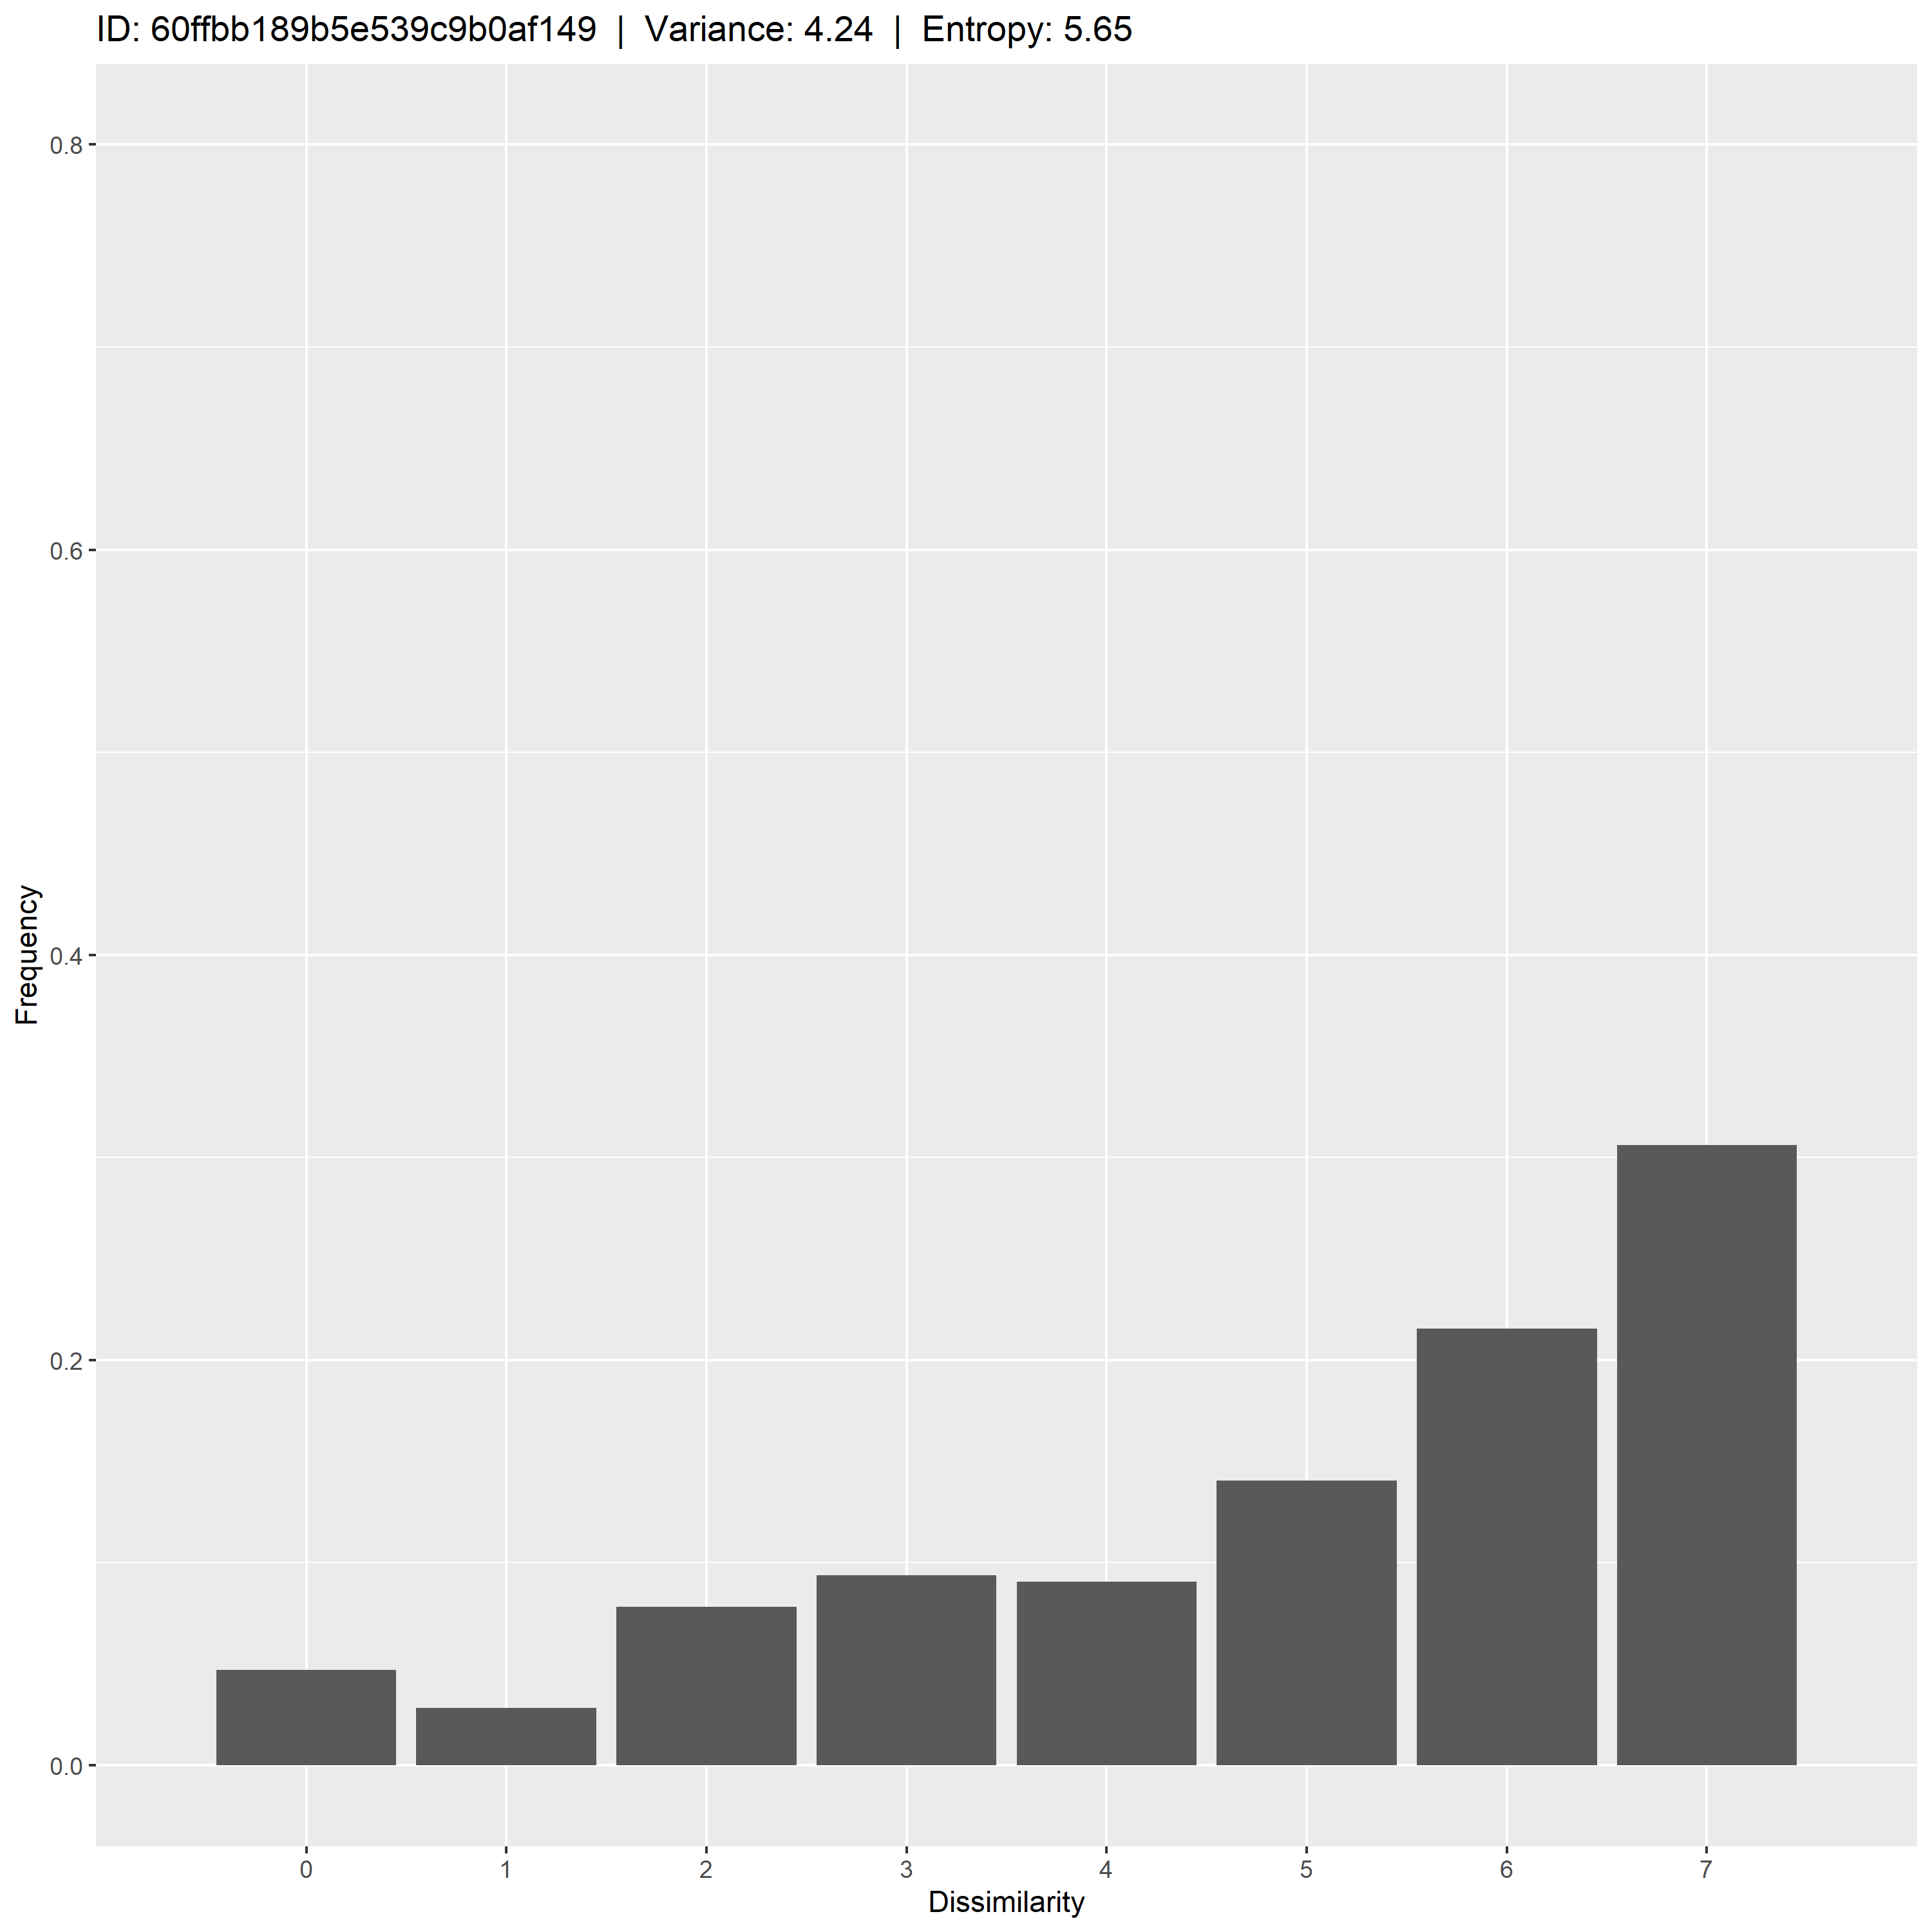 ID: 60ffbb189b5e539c9b0af149 | Variance: 4.24 | Entropy: 5.65
0.8
0.6
0.4
0.2
0.0
Frequency
0 1 2 3 4 5 6 7
Dissimilarity